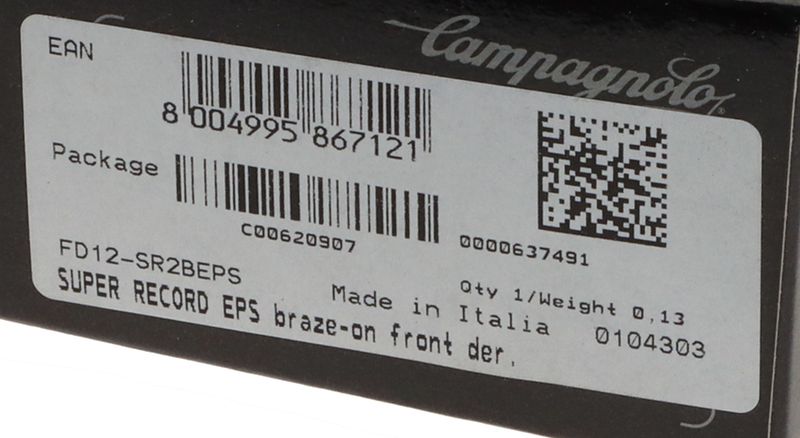 Campagnolo
EAN
8 004995 867121
Package
C00620907
0000637491
FD12-SR2BEPS
Qty 1/Weight 0,13
SUPER RECORD EPS braze-on front der.
Made in Italia 0104303